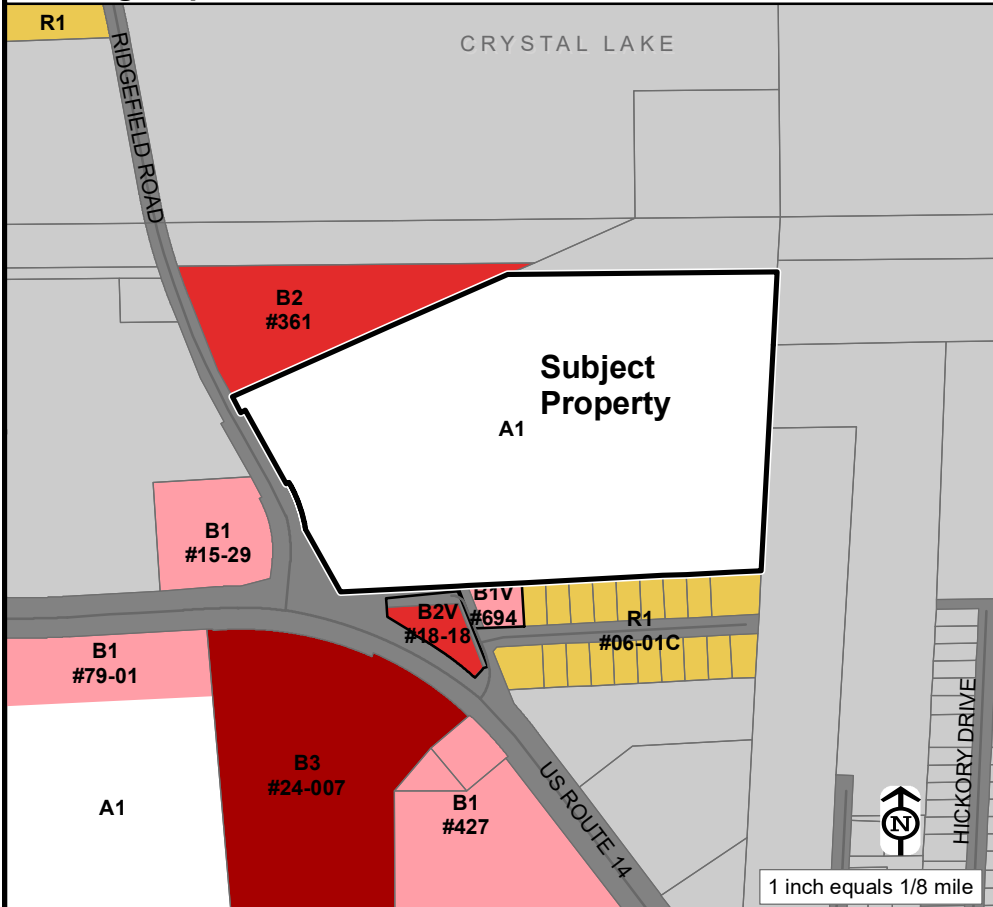 R1
CRYSTAL LAKE
RIDGEFIELD ROAD
B2
#361
Subject
Property
A1
B1
#15-29
B1V
#694
B2V
#18-18
R1
#06-01C
B1
#79-01
B3
#24-007
A1
B1
#427
US ROUTE 14
HICKORY DRIVE
N
1 inch equals 1/8 mile